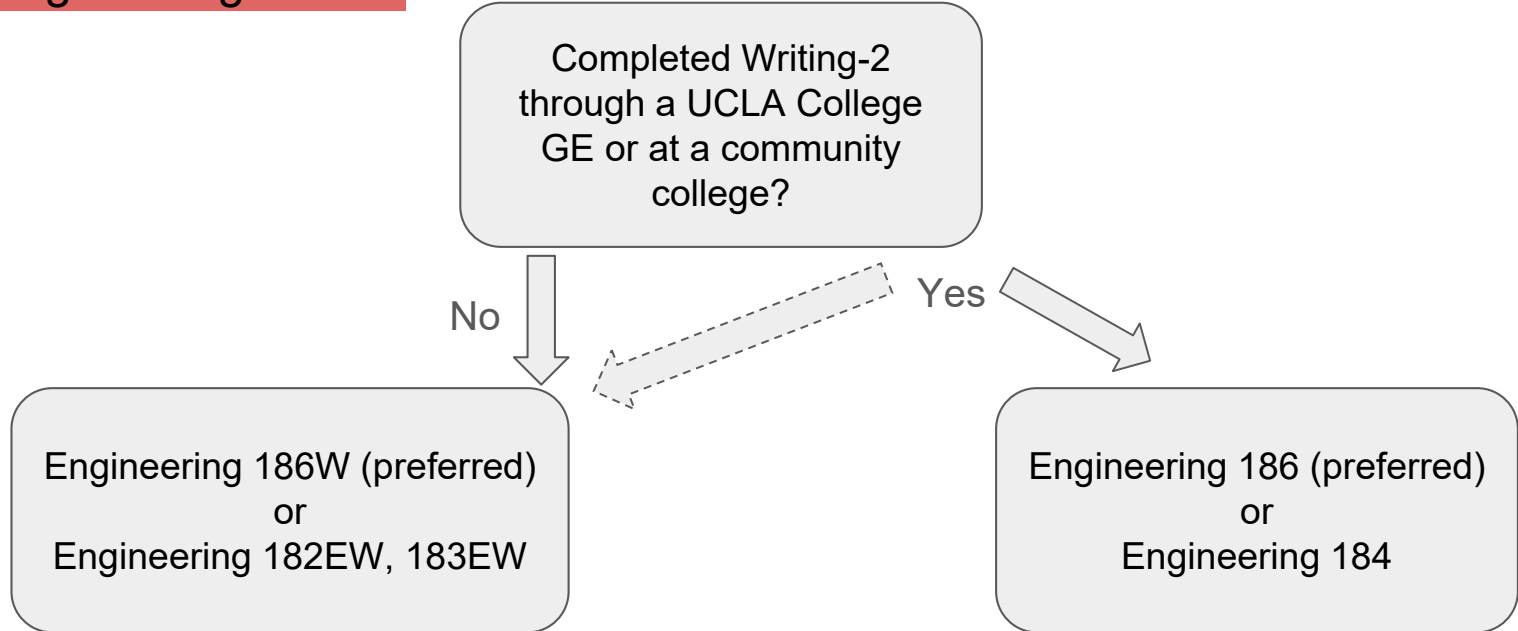 Completed Writing-2
through a UCLA College
GE or at a community
college?
No
Yes
Engineering 186W (preferred)
or
Engineering 182EW, 183EW
Engineering 186 (preferred)
or
Engineering 184